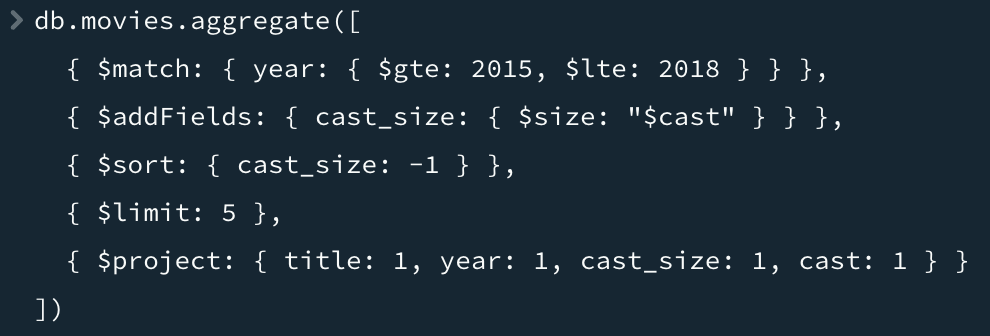 db.movies.aggregate([
{ $match: { year: { $gte: 2015, $lte: 2018 } } },
{ $addFields: { cast_size: { $size: "$cast" } } },
{ $sort: { cast_size: -1 } },
{ $limit: 5 },
{ $project: { title: 1, year: 1, cast_size: 1, cast: 1 } }
])